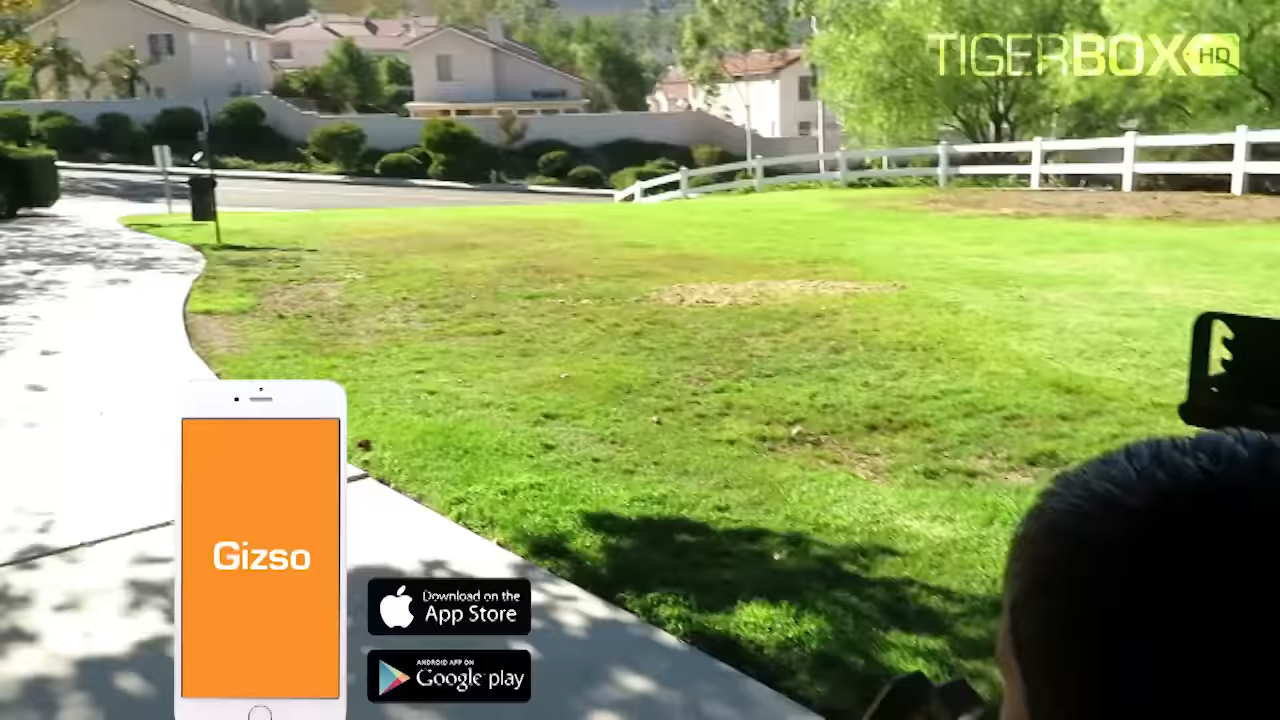 TIGERBOX HD
Gizso
Download on the
App Store
ANDROID APP ON
Google play